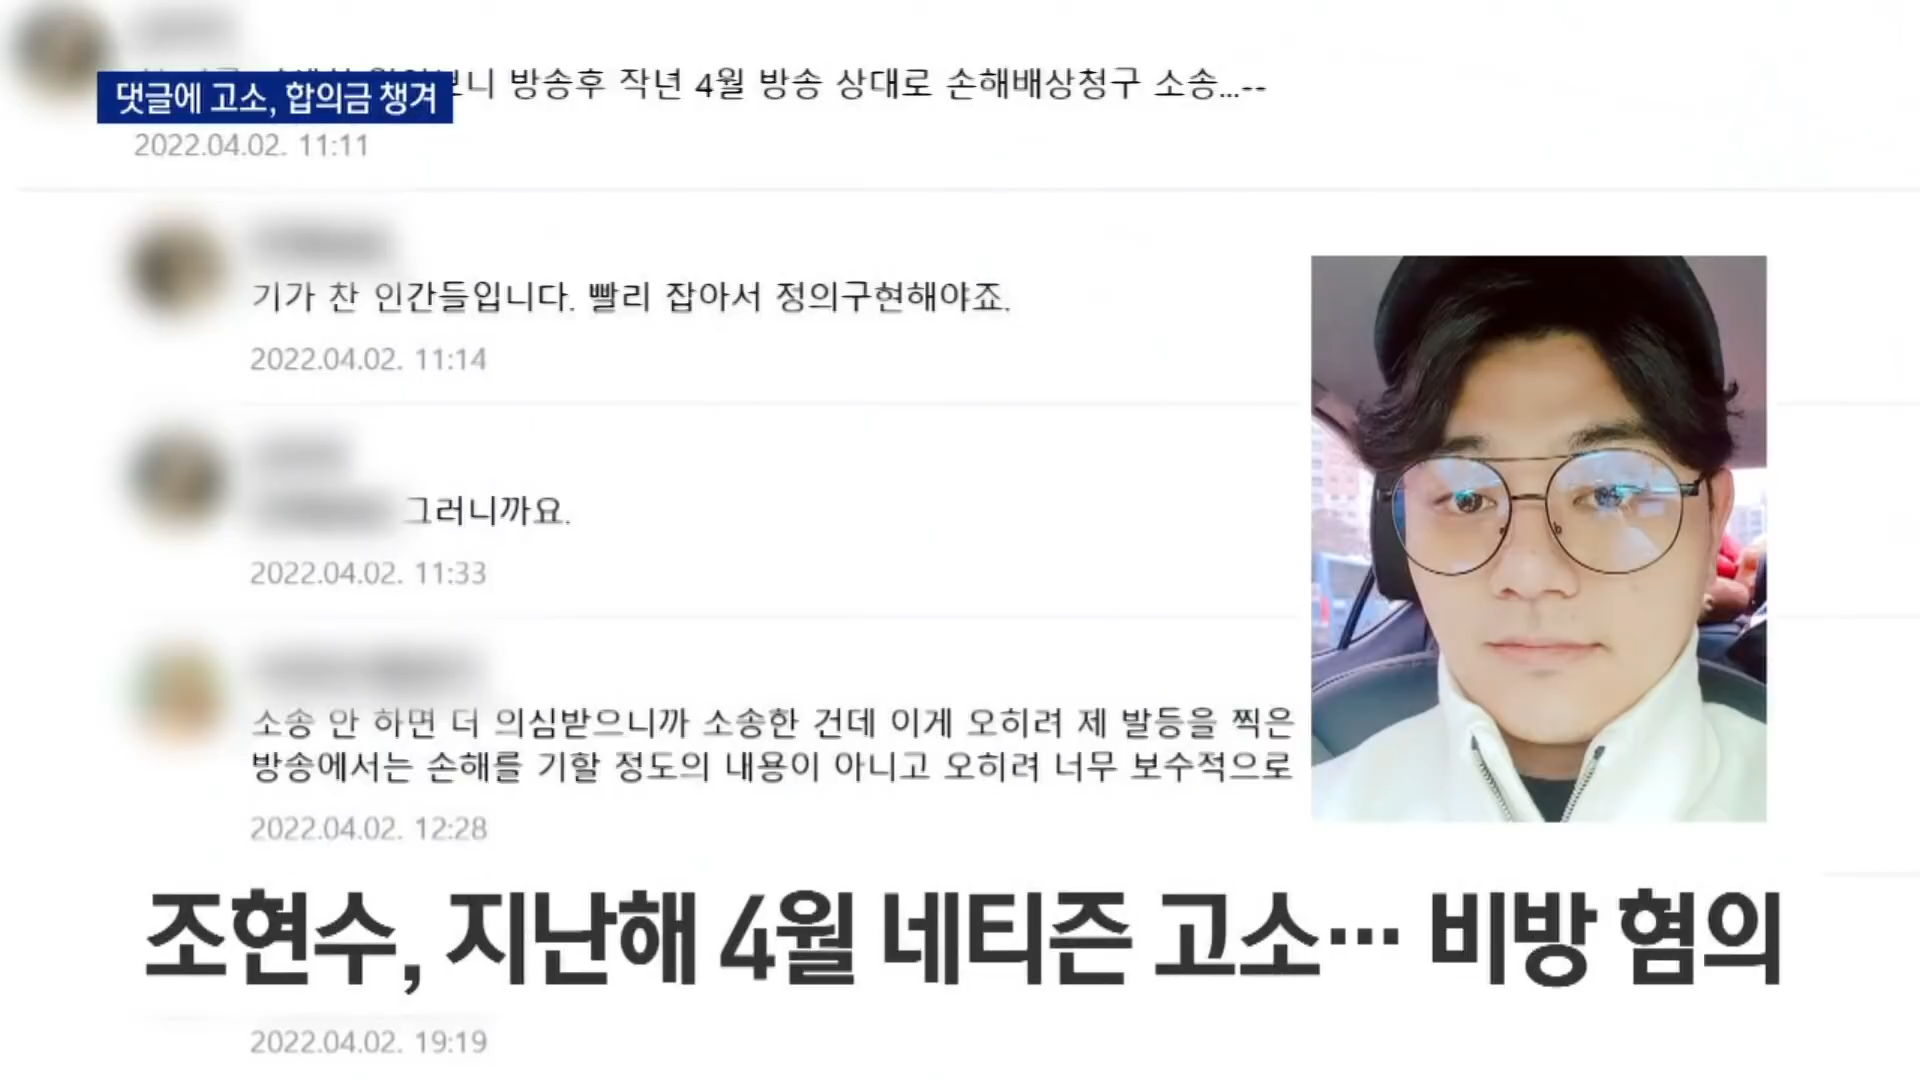 댓글에 고소, 합의금 챙겨
방송후 작년 4월 방송 상대로 손해배상청구 소송...--
2022.04.02. 11:11
기가 찬 인간들입니다. 빨리 잡아서 정의구현해야죠.
2022.04.02. 11:14
그러니까요.
2022.04.02. 11:33
소송 안 하면 더 의심받으니까 소송한 건데 이게 오히려 제 발등을 찍은
방송에서는 손해를 기할 정도의 내용이 아니고 오히려 너무 보수적으로
2022.04.02. 12:28
조현수, 지난해 4월 네티즌 고소… 비방 혐의
2022.04.02. 19:19